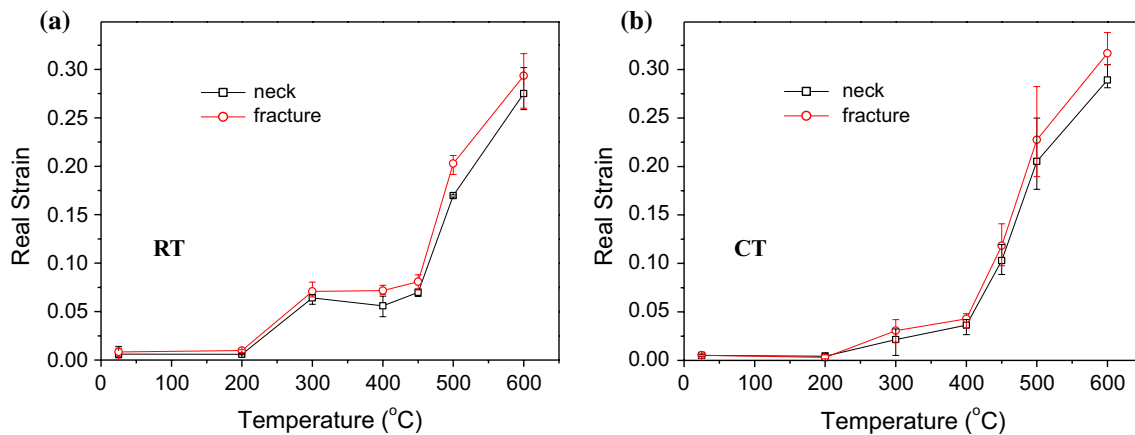 (a)
0.30
0.25
0.20
0.15
0.10
0.05
0.00
Real Strain
neck
fracture
RT
0 100 200 300 400 500 600
Temperature (°C)
(b)
0.30
0.25
0.20
0.15
0.10
0.05
0.00
Real Strain
neck
fracture
CT
0 100 200 300 400 500 600
Temperature (°C)